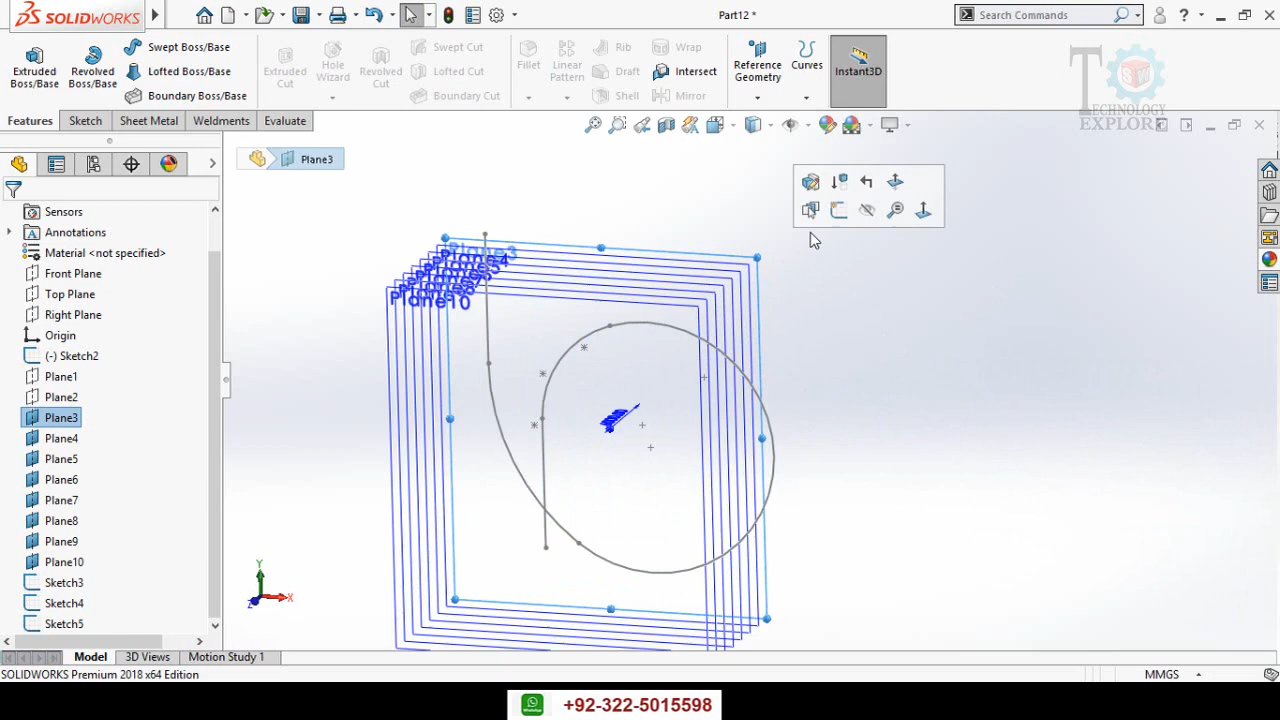 SOLIDWORKS
Part12 *
Search Commands
?
Extruded Boss/Base
Revolved Boss/Base
Swept Boss/Base
Lofted Boss/Base
Boundary Boss/Base
Extruded Cut
Hole Wizard
Revolved Cut
Swept Cut
Lofted Cut
Boundary Cut
Fillet
Linear Pattern
Rib
Draft
Shell
Wrap
Intersect
Mirror
Reference Geometry
Curves
Instant3D
TECHNOLOGY
EXPLOR
Features
Sketch
Sheet Metal
Weldments
Evaluate
Plane3
Sensors
Annotations
Material <not specified>
Front Plane
Top Plane
Right Plane
Origin
(-) Sketch2
Plane1
Plane2
Plane3
Plane4
Plane5
Plane6
Plane7
Plane8
Plane9
Plane10
Sketch3
Sketch4
Sketch5
Plane3
Plane10
Y
X
Z
Model
3D Views
Motion Study 1
SOLIDWORKS Premium 2018 x64 Edition
MMGS
+92-322-5015598